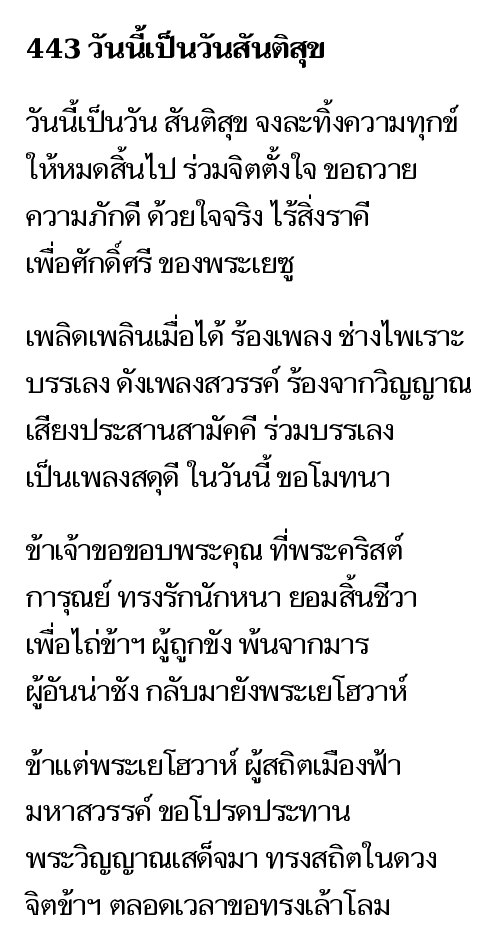 443 วันนี้เป็นวันสันติสุข
วันนี้เป็นวัน สันติสุข จงละทิ้งความทุกข์
ให้หมดสิ้นไป ร่วมจิตตั้งใจ ขอถวาย
ความภักดี ด้วยใจจริง ไร้สิ่งราคี
เพื่อศักดิ์ศรี ของพระเยซู
เพลิดเพลินเมื่อได้ ร้องเพลง ช่างไพเราะ
บรรเลง ดังเพลงสวรรค์ ร้องจากวิญญาณ
เสียงประสานสามัคคี ร่วมบรรเลง
เป็นเพลงสดุดี ในวันนี้ ขอโมทนา
ข้าเจ้าขอขอบพระคุณ ที่พระคริสต์
การุณย์ ทรงรักนักหนา ยอมสิ้นชีวา
เพื่อไถ่ข้าฯ ผู้ถูกขัง พ้นจากมาร
ผู้อันน่าชัง กลับมายังพระเยโฮวาห์
ข้าแต่พระเยโฮวาห์ ผู้สถิตเมืองฟ้า
มหาสวรรค์ ขอโปรดประทาน
พระวิญญาณเสด็จมา ทรงสถิตในดวง
จิตข้าฯ ตลอดเวลาขอทรงเล้าโลม